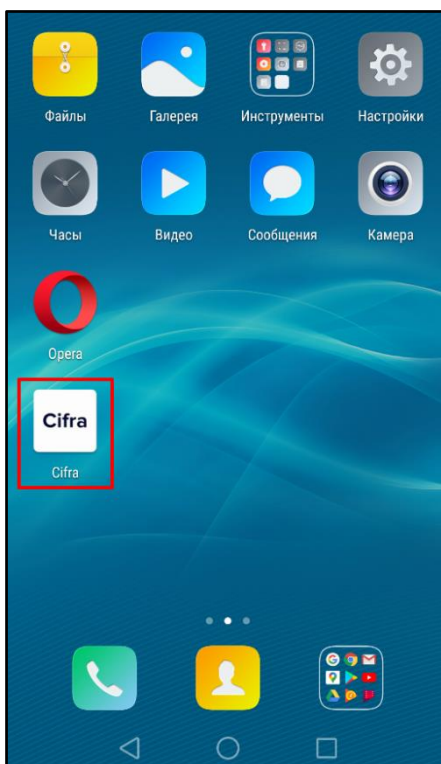 Файлы
Галерея
Инструменты
Настройки
Часы
Видео
Сообщения
Камера
Opera
Cifra
Cifra